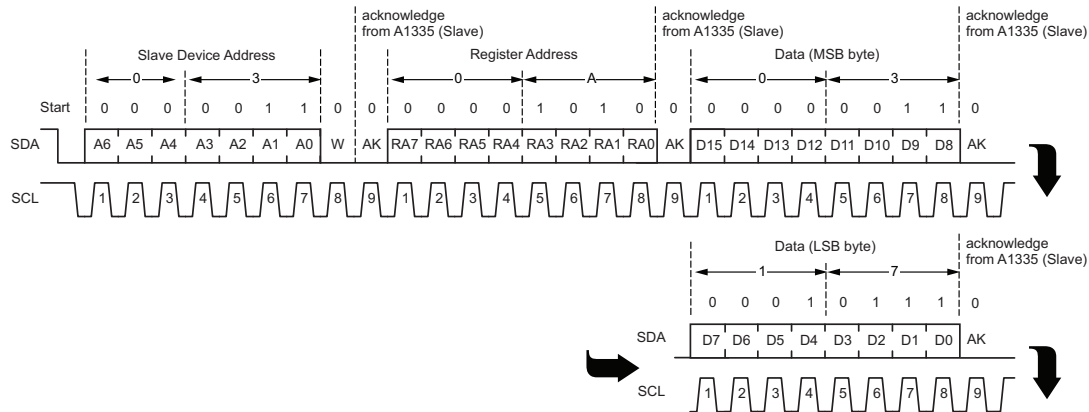 acknowledge
from A1335 (Slave)
acknowledge
from A1335 (Slave)
acknowledge
from A1335 (Slave)
Slave Device Address
Register Address
Data (MSB byte)
0 3 0 A 0 3
Start 0 0 0 0 0 1 1 0 0 0 0 0 0 1 0 1 0 0 0 0 0 0 0 0 1 1 0
SDA A6 A5 A4 A3 A2 A1 A0 W AK RA7 RA6 RA5 RA4 RA3 RA2 RA1 RA0 AK D15 D14 D13 D12 D11 D10 D9 D8 AK
SCL 1 2 3 4 5 6 7 8 9 1 2 3 4 5 6 7 8 9 1 2 3 4 5 6 7 8 9
Data (LSB byte)
acknowledge
from A1335 (Slave)
1 7
0 0 0 1 0 1 1 1 0
SDA D7 D6 D5 D4 D3 D2 D1 D0 AK
SCL 1 2 3 4 5 6 7 8 9